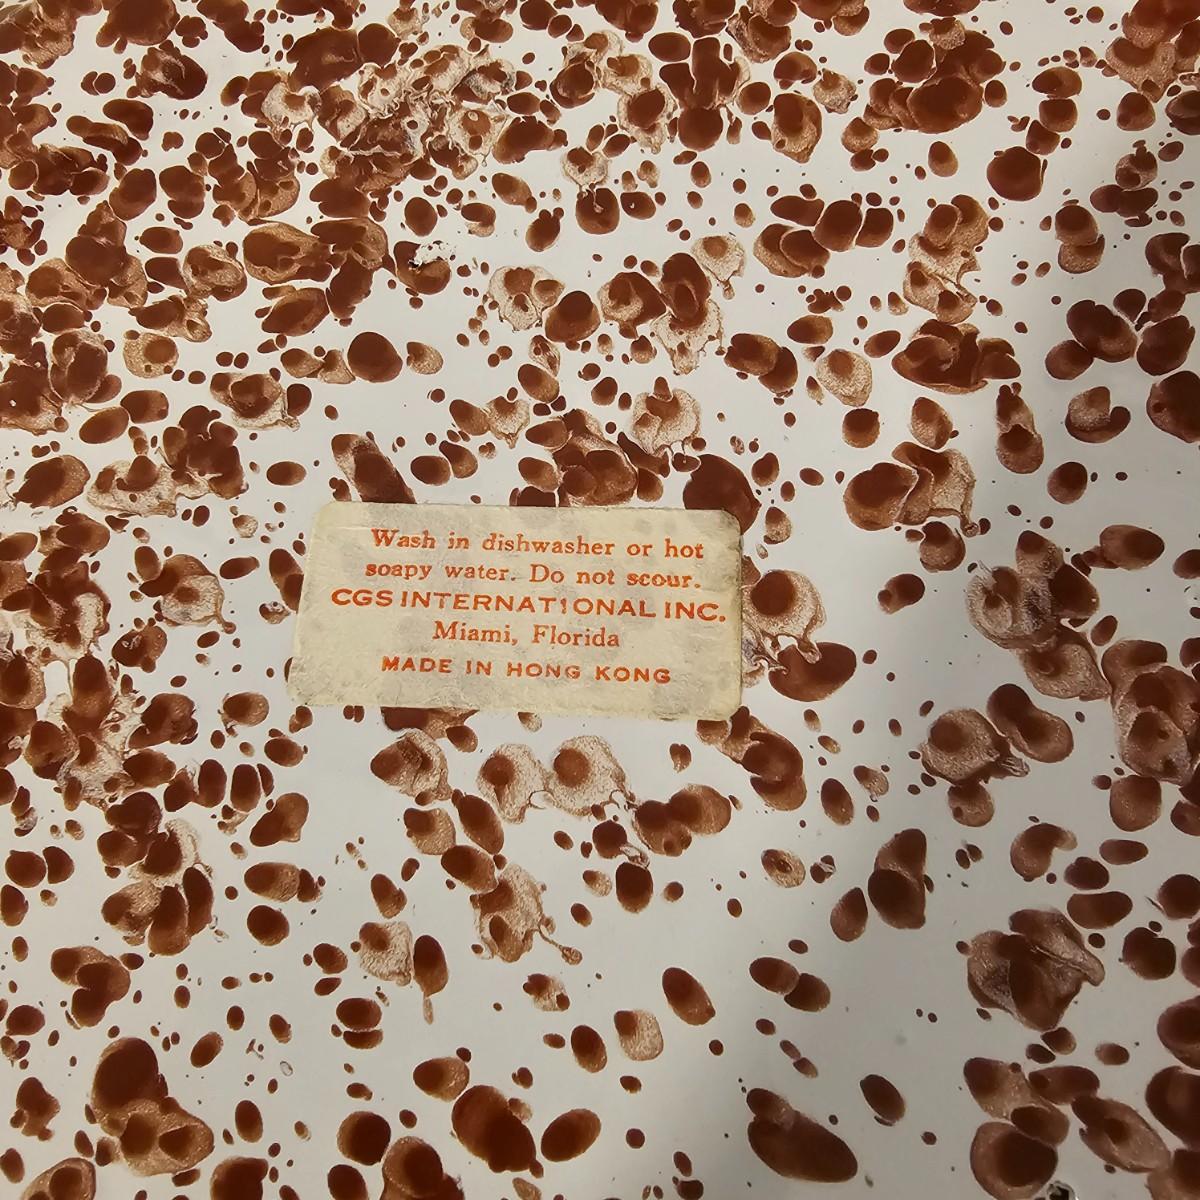 Wash in dishwasher or hot
soapy water. Do not scour.
CGS INTERNATIONAL INC.
Miami, Florida
MADE IN HONG KONG